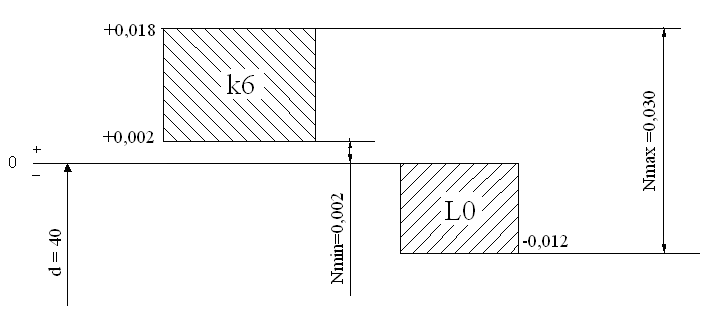 +0,018
k6
+0,002
0
+
−
d = 40
Nmin=0,002
L0
-0,012
Nmax =0,030